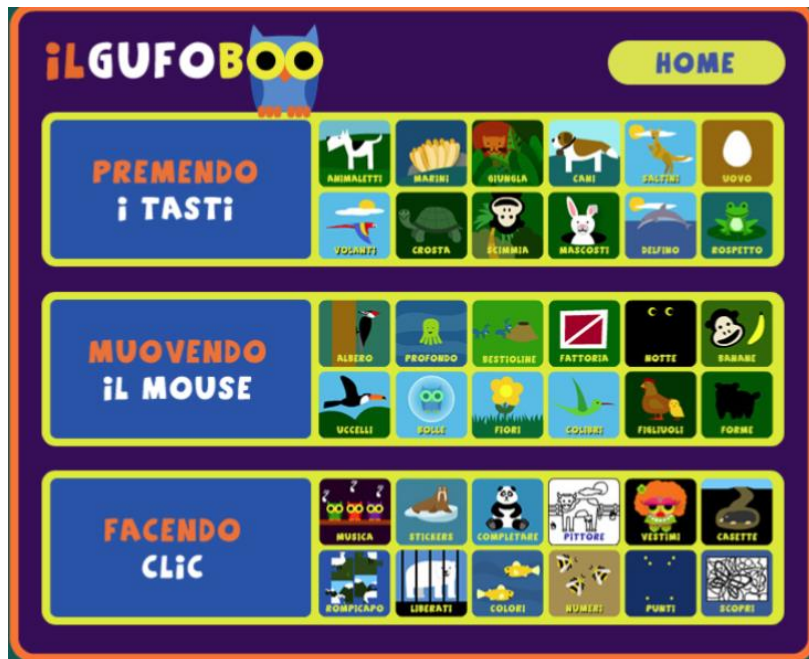 iLGUFOBOO
HOME
PREMENDO
i TASTi
ANIMALETTI MARINI GIUNGLA CANI SALTINI UOVO
VOLANTI CROSTA SCIMMIA MASCOSTI DELFINO ROSPETTO
MUOVENDO
iL MOUSE
ALBERO PROFONDO BESTIOLINE FATTORIA NOTTE BANANE
UCCELLI BOLLE FIORI COLIBRI FIGLIUOLI FORME
FACENDO
CLiC
MUSICA STICKERS COMPLETARE PITTORE VESTIMI CASETTE
ROMPICAPO LIBERATI COLORI NUMERI PUNTI SCOPRI